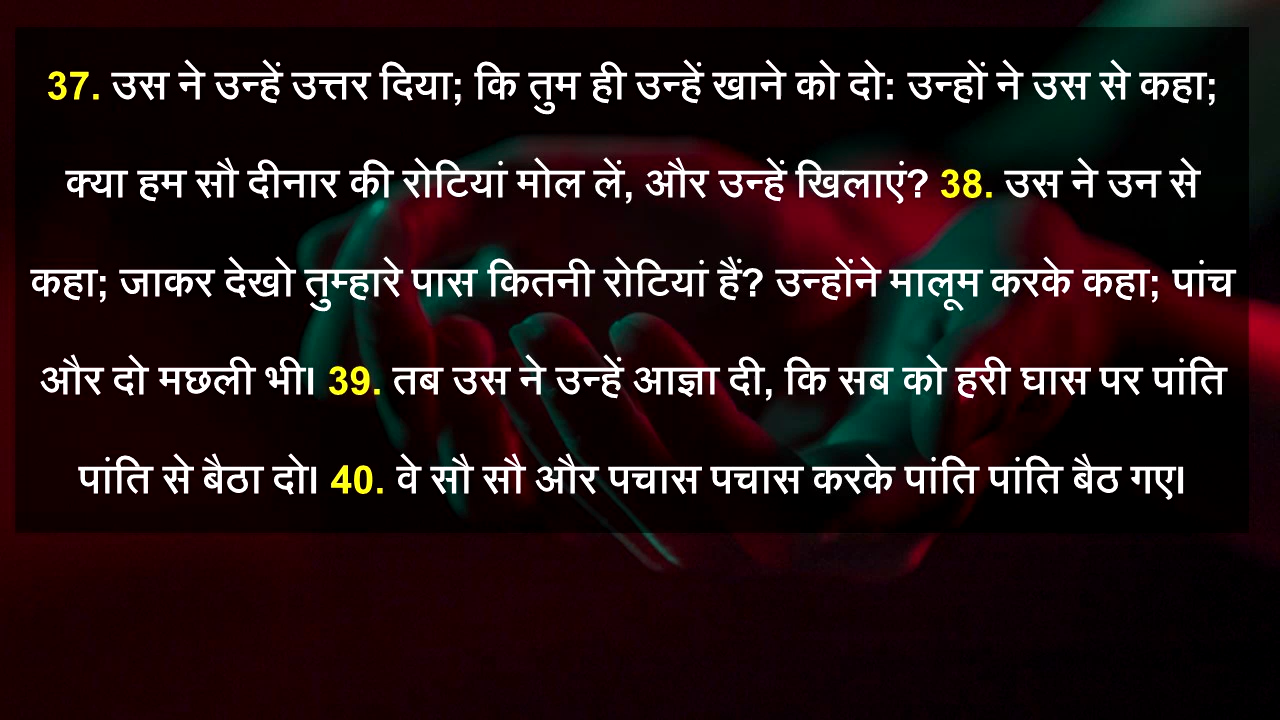 37. उस ने उन्हें उत्तर दिया; कि तुम ही उन्हें खाने को दो: उन्हों ने उस से कहा;
क्या हम सौ दीनार की रोटियां मोल लें, और उन्हें खिलाएं? 38. उस ने उन से
कहा; जाकर देखो तुम्हारे पास कितनी रोटियां हैं? उन्होंने मालूम करके कहा; पांच
और दो मछली भी। 39. तब उस ने उन्हें आज्ञा दी, कि सब को हरी घास पर पांति
पांति से बैठा दो। 40. वे सौ सौ और पचास पचास करके पांति पांति बैठ गए।